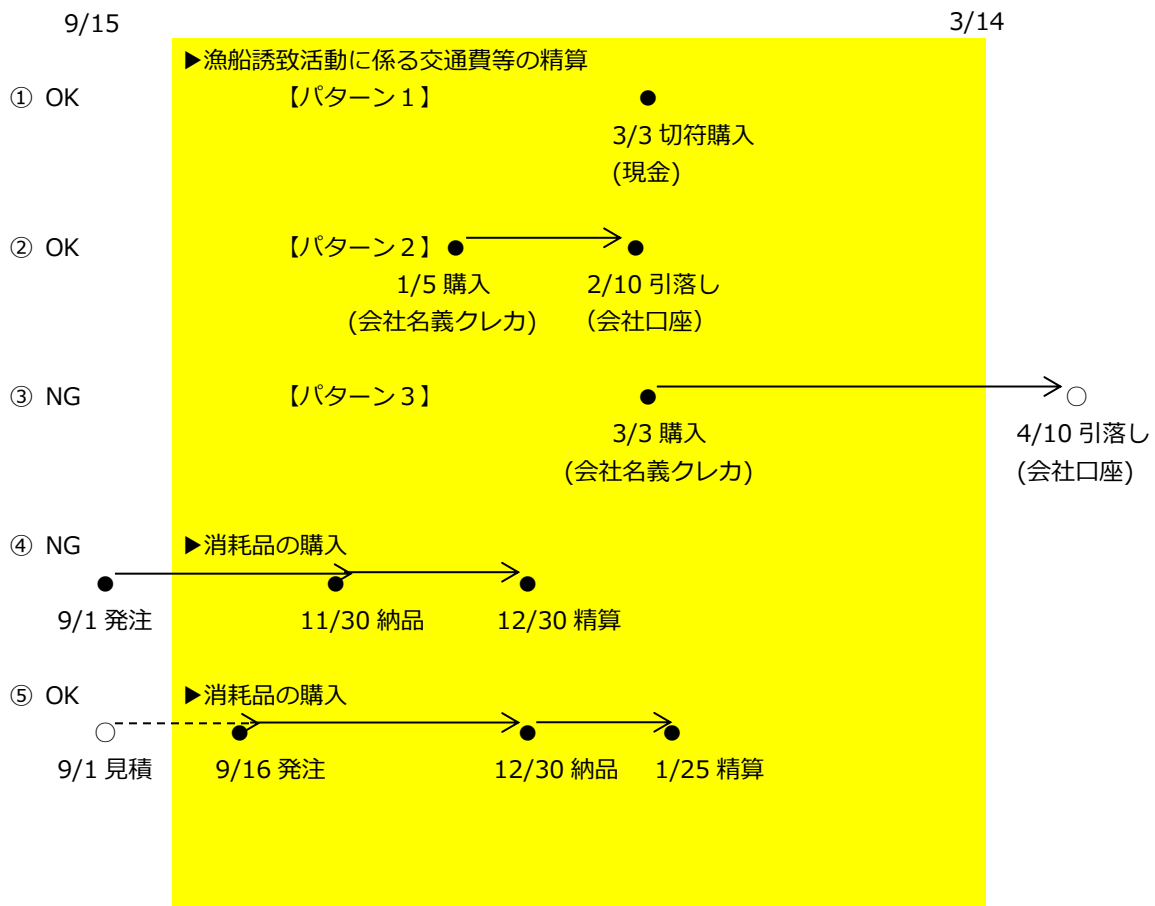 9/15 3/14
▶漁船誘致活動に係る交通費等の精算
① OK 【パターン１】 ●
3/3 切符購入
(現金)
② OK 【パターン２】 ● ●
1/5 購入 2/10 引落し
(会社名義クレカ) （会社口座）
③ NG 【パターン３】 ● ○
3/3 購入 4/10 引落し
(会社名義クレカ) (会社口座)
④ NG ▶消耗品の購入
● ● ●
9/1 発注 11/30 納品 12/30 精算
⑤ OK ▶消耗品の購入
○ ● ● ●
9/1 見積 9/16 発注 12/30 納品 1/25 精算